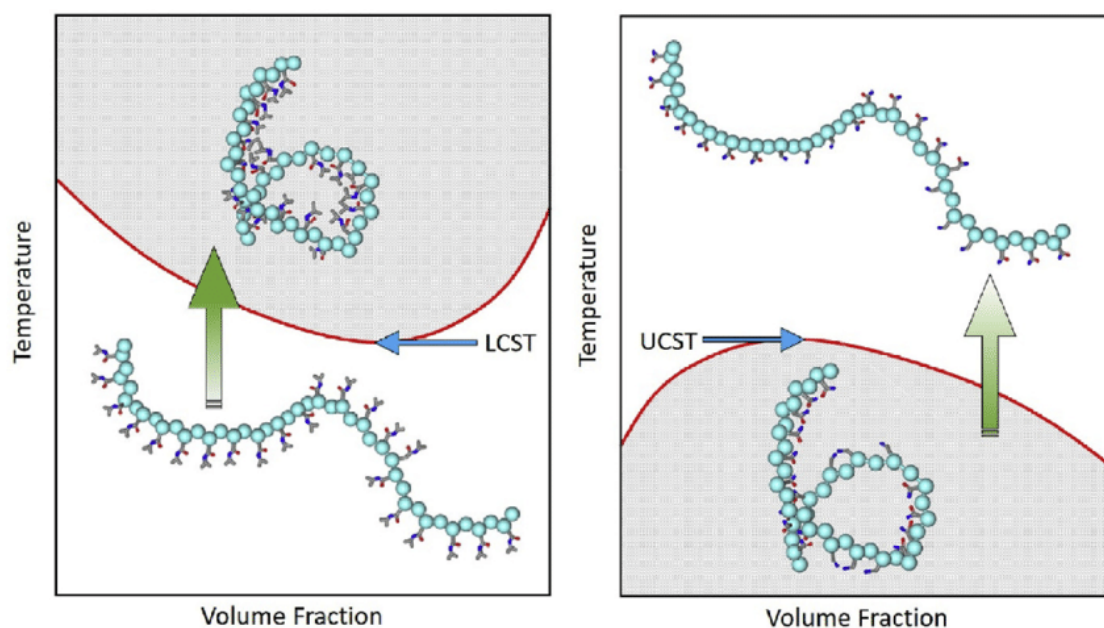 Temperature
LCST
Volume Fraction
Temperature
UCST
Volume Fraction